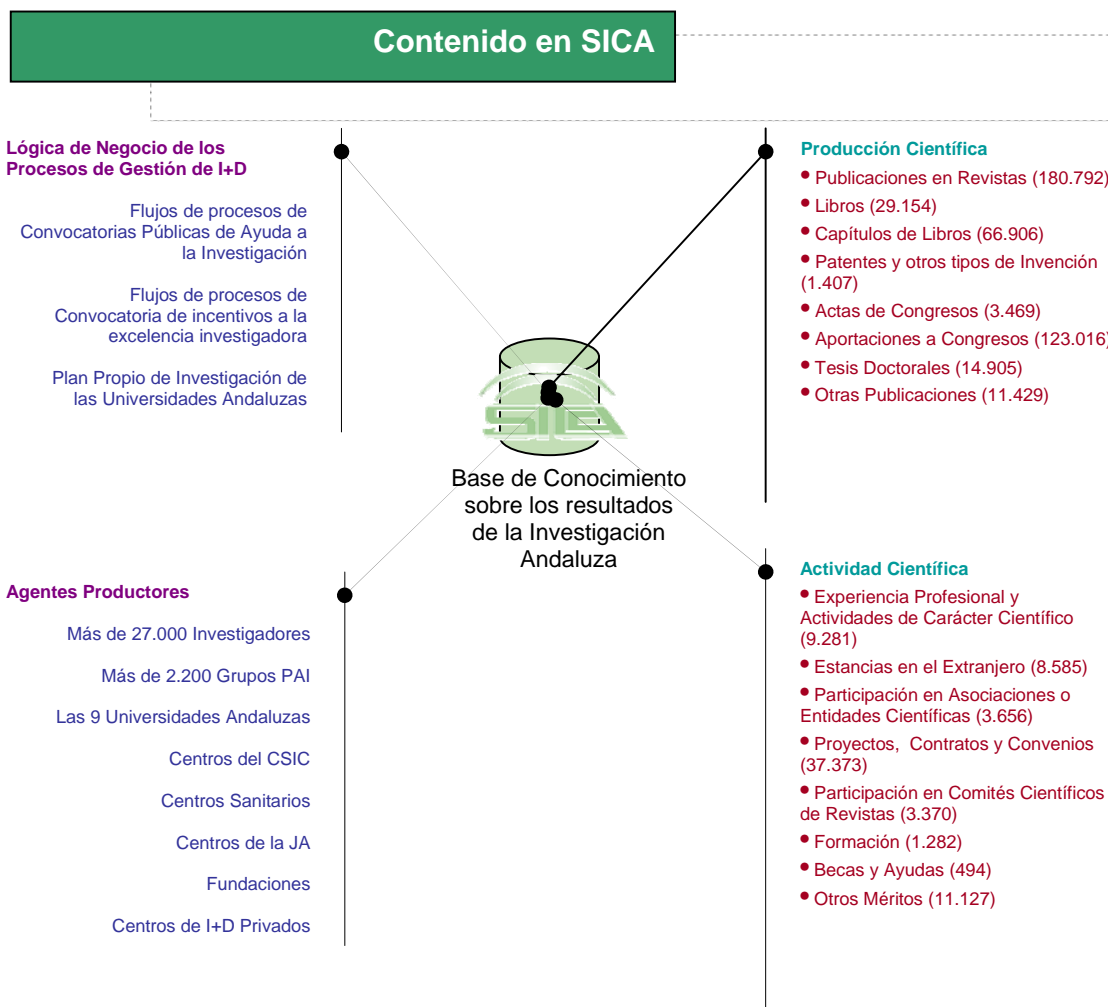 Contenido en SICA
Lógica de Negocio de los
Procesos de Gestión de I+D
Flujos de procesos de
Convocatorias Públicas de Ayuda a
la Investigación
Flujos de procesos de
Convocatoria de incentivos a la
excelencia investigadora
Plan Propio de Investigación de
las Universidades Andaluzas
Producción Científica
• Publicaciones en Revistas (180.792)
• Libros (29.154)
• Capítulos de Libros (66.906)
• Patentes y otros tipos de Invención
(1.407)
• Actas de Congresos (3.469)
• Aportaciones a Congresos (123.016)
• Tesis Doctorales (14.905)
• Otras Publicaciones (11.429)
SICA
Base de Conocimiento
sobre los resultados
de la Investigación
Andaluza
Agentes Productores
Más de 27.000 Investigadores
Más de 2.200 Grupos PAI
Las 9 Universidades Andaluzas
Centros del CSIC
Centros Sanitarios
Centros de la JA
Fundaciones
Centros de I+D Privados
Actividad Científica
• Experiencia Profesional y
Actividades de Carácter Científico
(9.281)
• Estancias en el Extranjero (8.585)
• Participación en Asociaciones o
Entidades Científicas (3.656)
• Proyectos, Contratos y Convenios
(37.373)
• Participación en Comités Científicos
de Revistas (3.370)
• Formación (1.282)
• Becas y Ayudas (494)
• Otros Méritos (11.127)